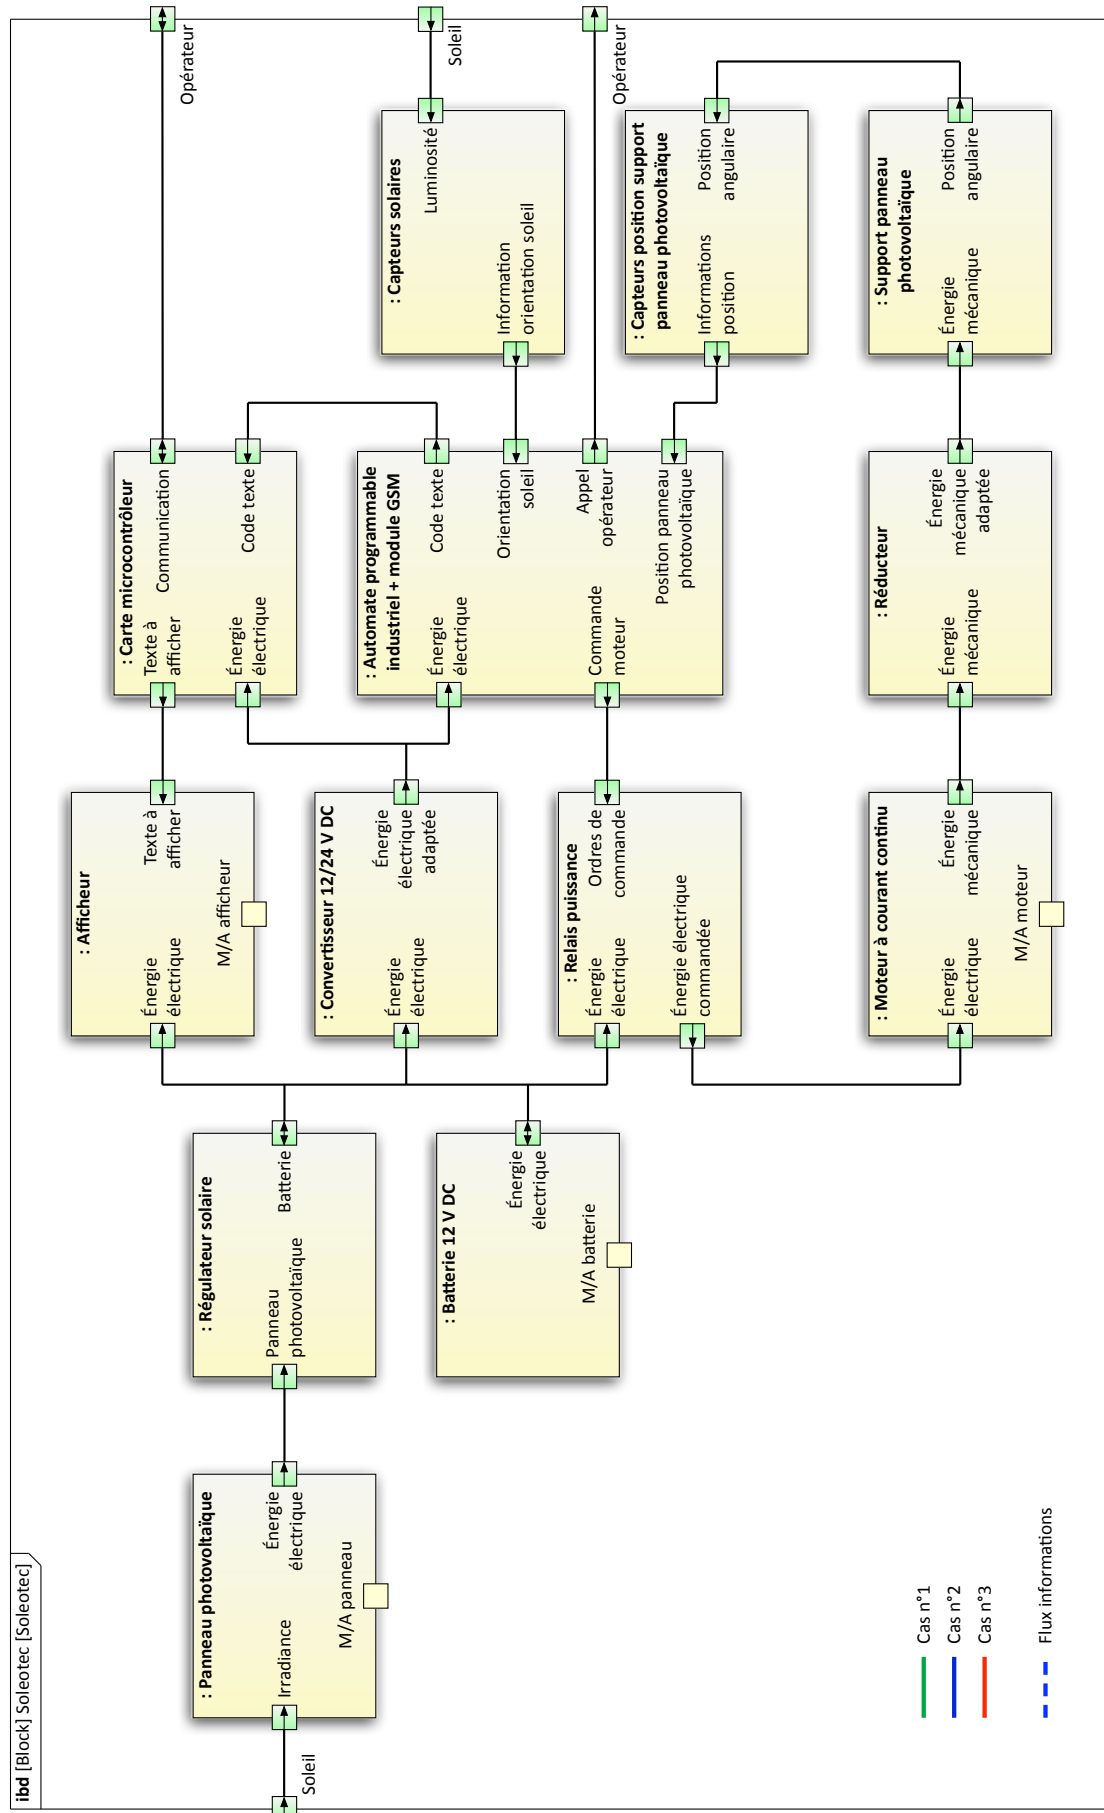 ibd [Block] Soleotec [Soleotec]
Soleil
: Panneau photovoltaïque
Irradiance
Énergie
électrique
M/A panneau
: Régulateur solaire
Panneau
photovoltaïque
Batterie
: Batterie 12 V DC
Énergie
électrique
M/A batterie
: Afficheur
Énergie
électrique
Texte à
afficher
M/A afficheur
: Convertisseur 12/24 V DC
Énergie
électrique
Énergie
électrique
adaptée
: Relais puissance
Énergie
électrique
Ordres de
commande
Énergie électrique
commandée
: Moteur à courant continu
Énergie
électrique
Énergie
mécanique
M/A moteur
: Carte microcontrôleur
Texte à
afficher
Communication
Énergie
électrique
Code texte
: Automate programmable
industriel + module GSM
Énergie
électrique
Code texte
Orientation
soleil
Commande
moteur
Appel
opérateur
Position panneau
photovoltaïque
: Réducteur
Énergie
mécanique
Énergie
mécanique
adaptée
: Capteurs solaires
Luminosité
Information
orientation soleil
: Capteurs position support
panneau photovoltaïque
Informations
position
Position
angulaire
: Support panneau
photovoltaïque
Énergie
mécanique
Position
angulaire
Opérateur
Soleil
Opérateur
Cas n°1
Cas n°2
Cas n°3
Flux informations